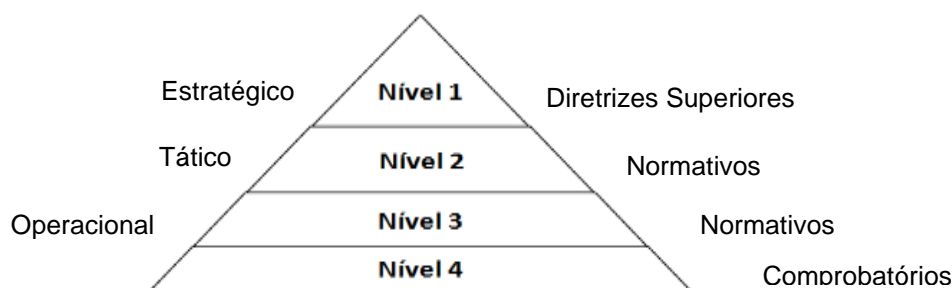 Estratégico Nível 1 Diretrizes Superiores
Tático Nível 2 Normativos
Operacional Nível 3 Normativos
Nível 4 Comprobatórios